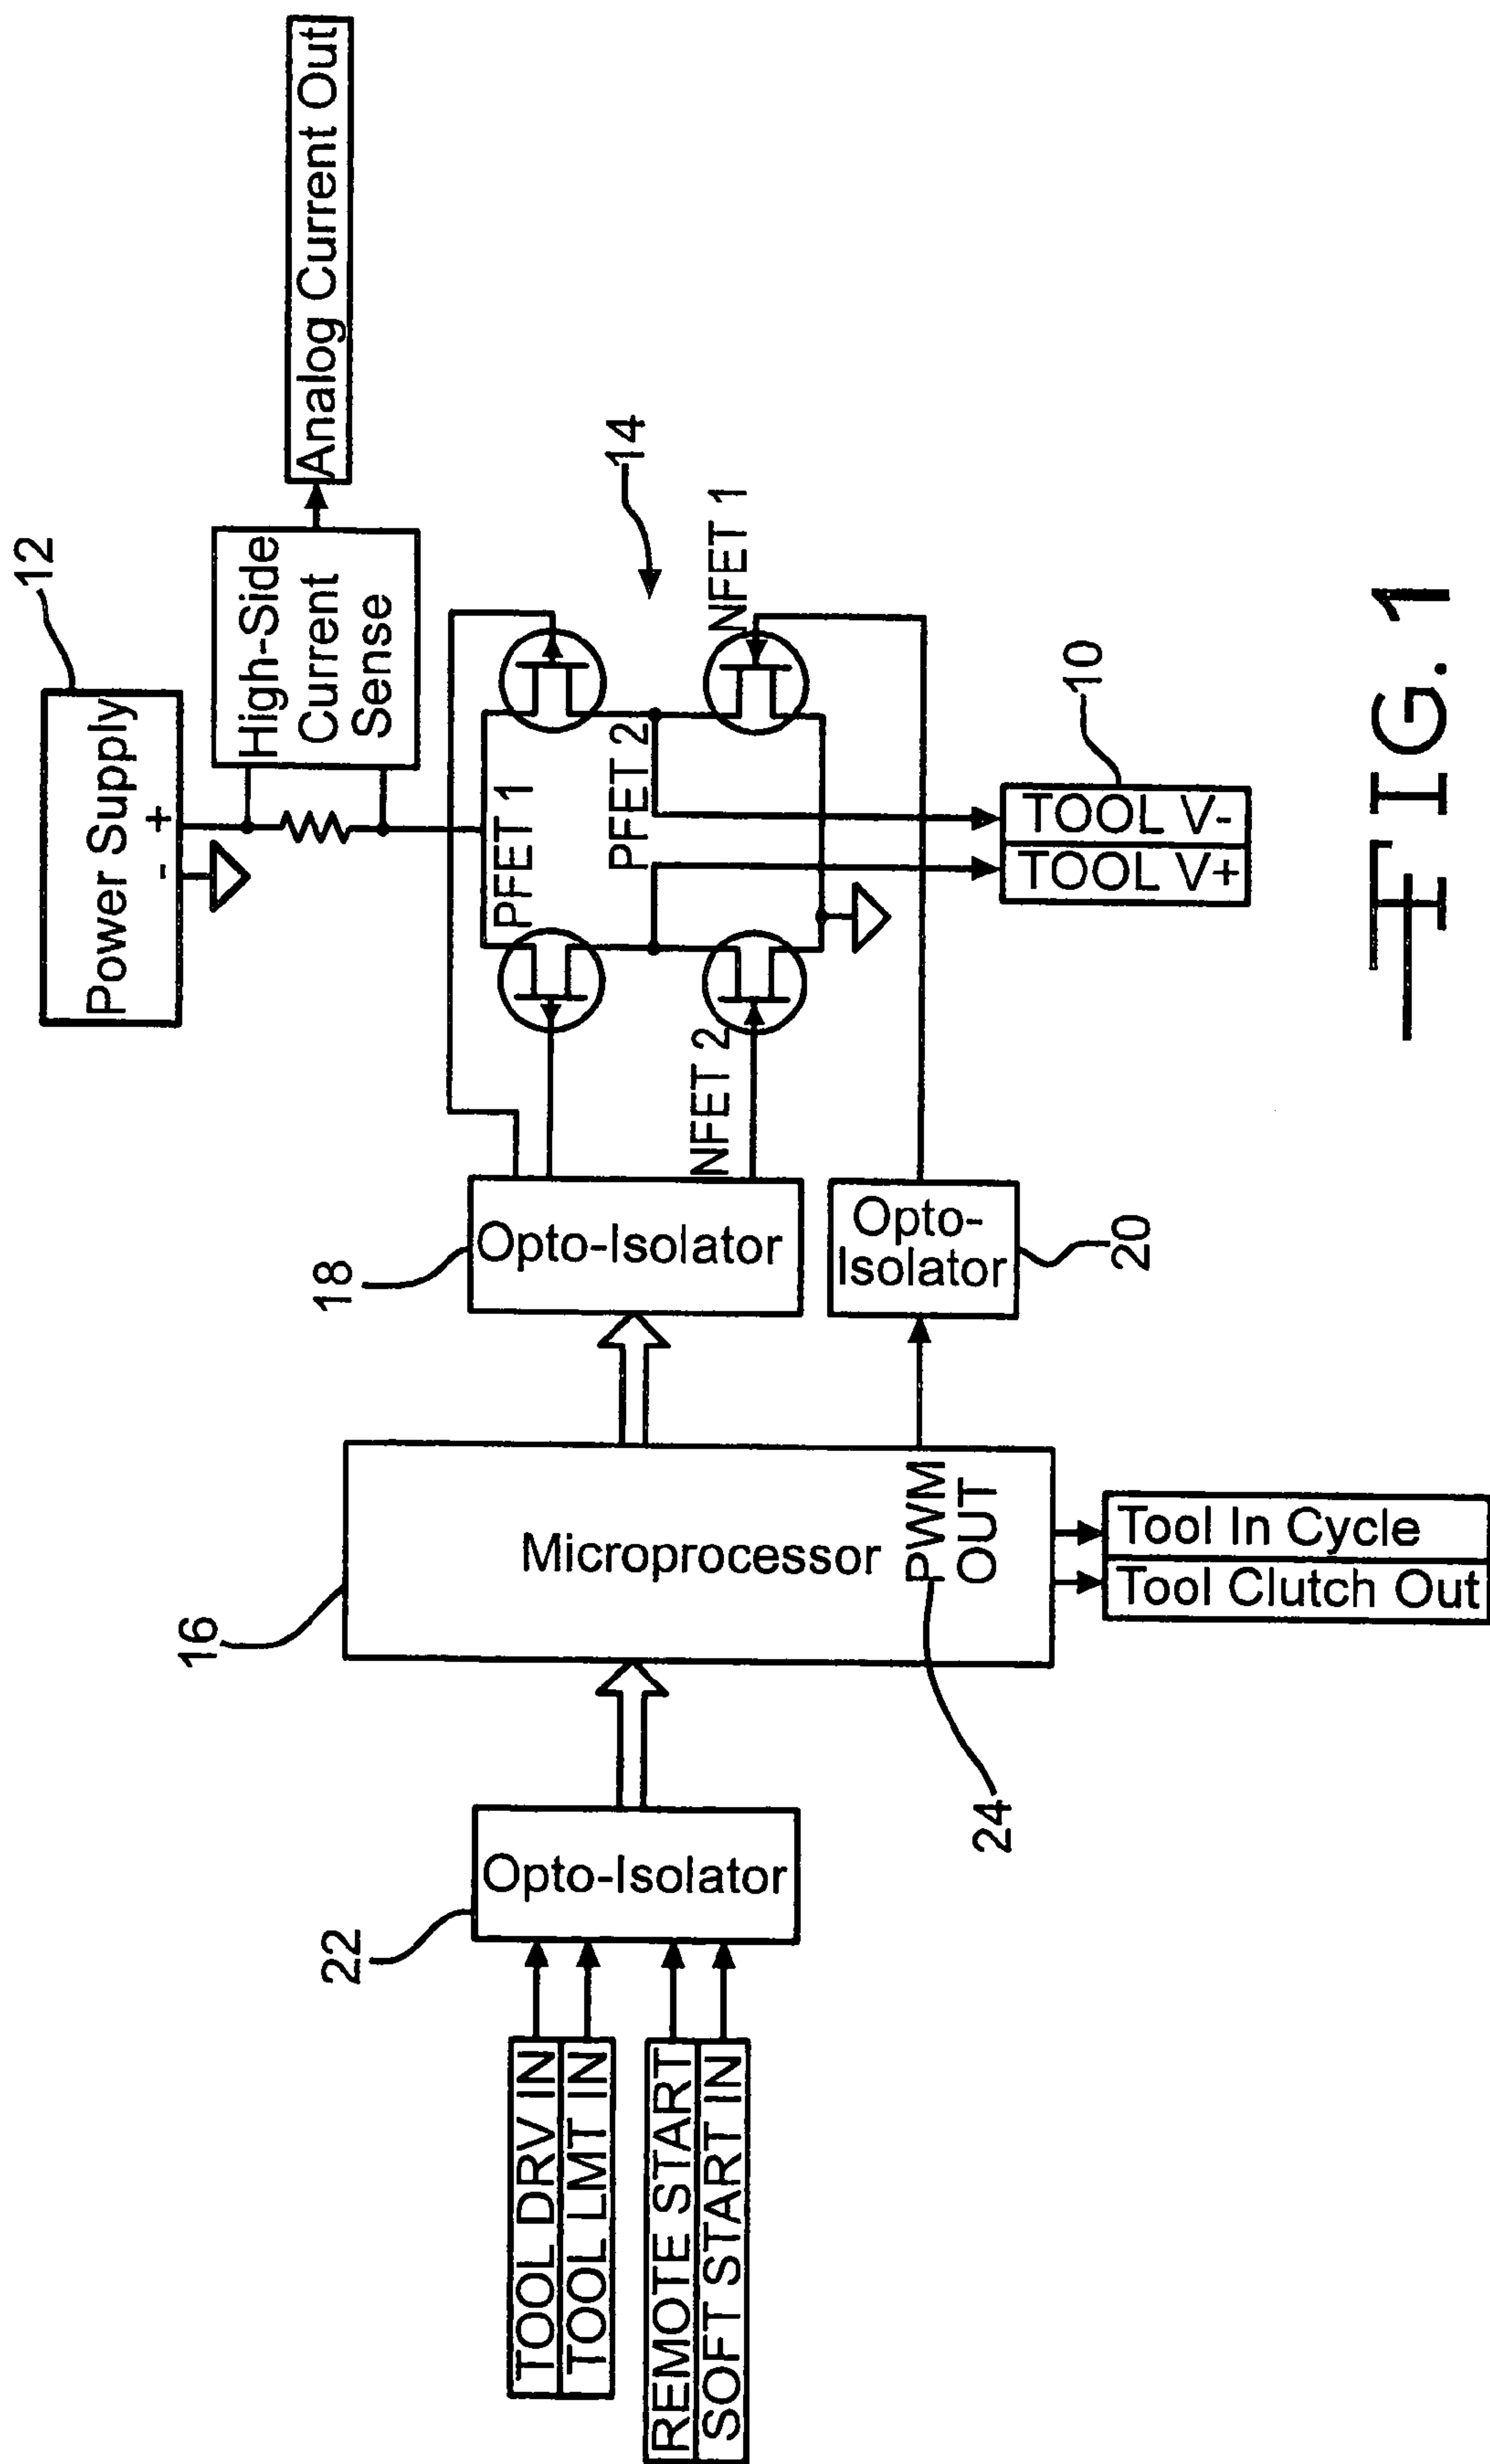 12
Power Supply
- +
High-Side
Current
Sense
Analog Current Out
PFET 1
PFET 2
14
NFET 2
NFET 1
18
Opto-Isolator
Opto-
Isolator
20
TOOL V+
TOOL V-
10
16
Microprocessor
PWM
OUT
24
Tool In Cycle
Tool Clutch Out
22
Opto-Isolator
TOOL DRV IN
TOOL LMT IN
REMOTE START
SOFT START IN
FIG. 1